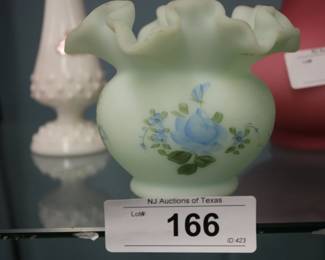 NJ Auctions of Texas
Lot#
166
ID:423